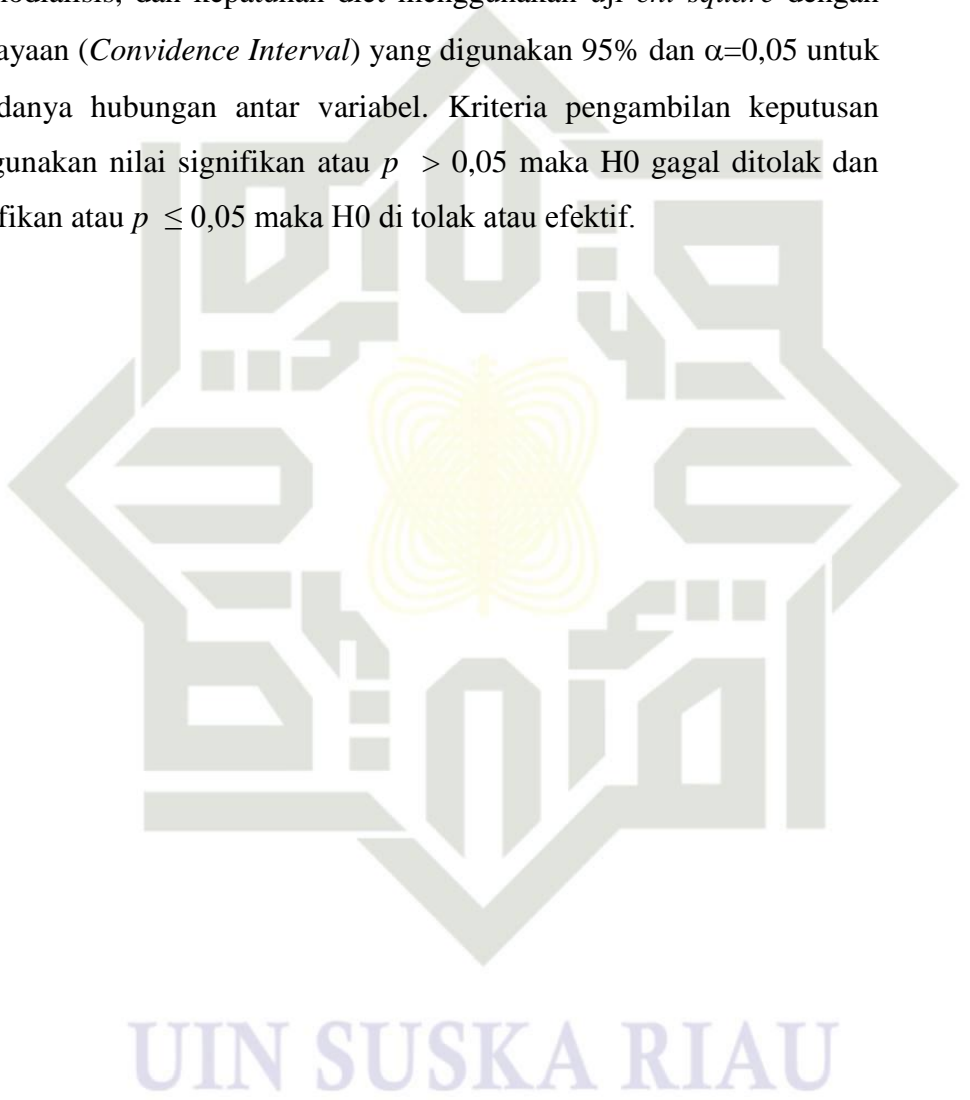 odialisis, dan kepatuhan diet menggunakan uji chi square dengan
ayaan (Convidence Interval) yang digunakan 95% dan α=0,05 untuk
danya hubungan antar variabel. Kriteria pengambilan keputusan
gunakan nilai signifikan atau p > 0,05 maka H0 gagal ditolak dan
fikan atau p ≤ 0,05 maka H0 di tolak atau efektif.
UIN SUSKA RIAU